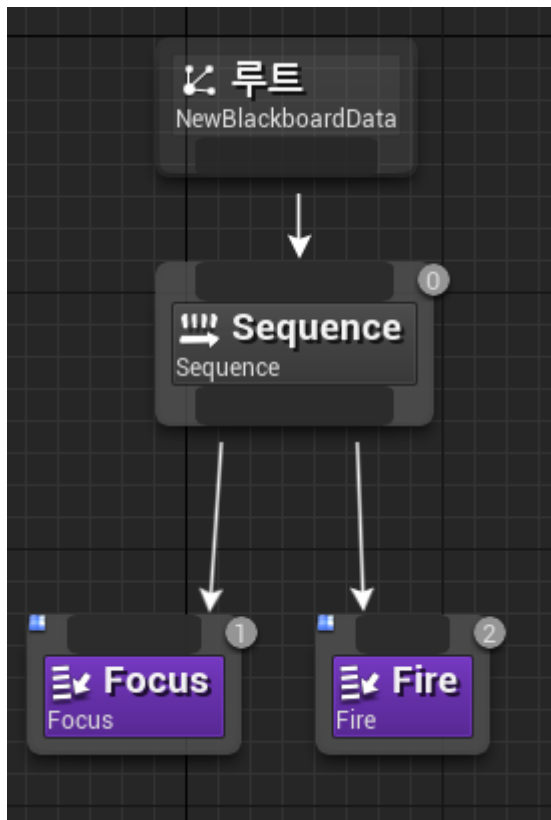 루트
NewBlackboardData
0
Sequence
Sequence
1
2
Focus
Focus
Fire
Fire